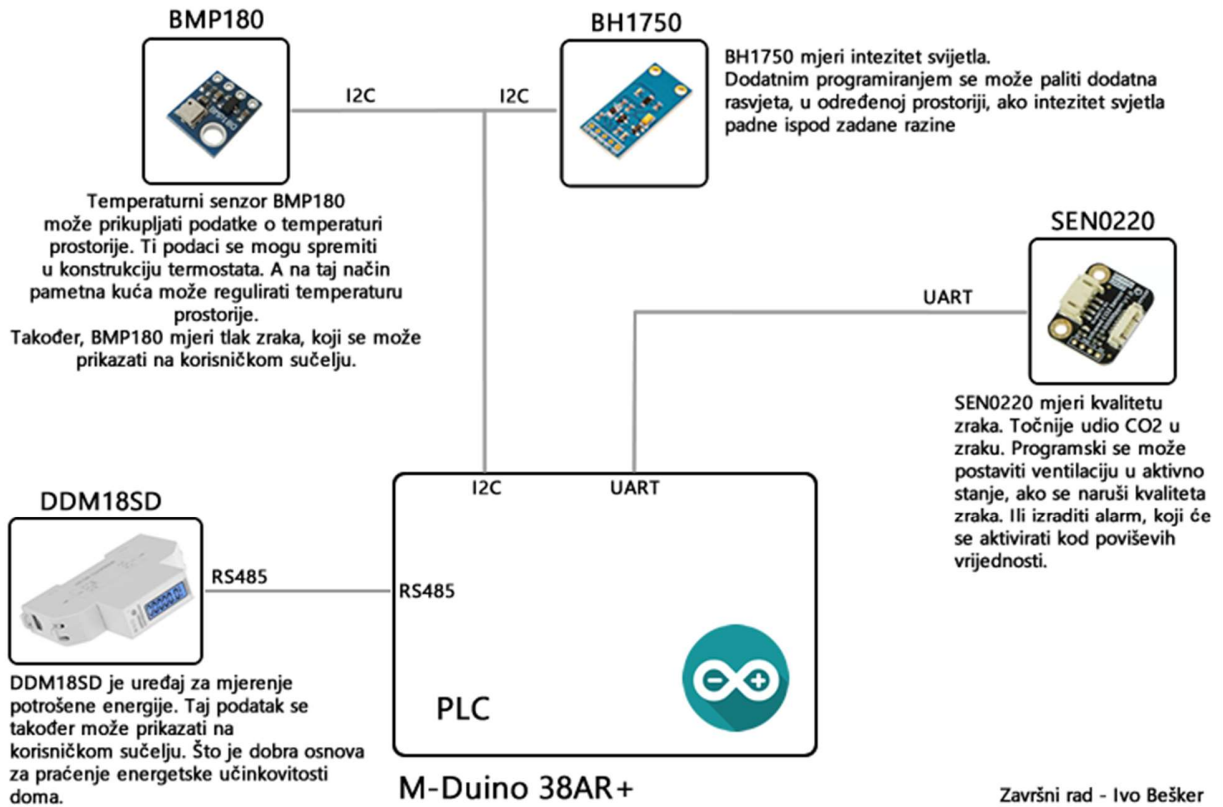 BMP180
BH1750
I2C
I2C
BH1750 mjeri intezitet svijetla.
Dodatnim programiranjem se može paliti dodatna
rasvjeta, u određenoj prostoriji, ako intezitet svjetla
padne ispod zadane razine
Temperaturni senzor BMP180
može prikupljati podatke o temperaturi
prostorije. Ti podaci se mogu spremiti
u konstrukciju termostata. A na taj način
pametna kuća može regulirati temperaturu
prostorije.
Također, BMP180 mjeri tlak zraka, koji se može
prikazati na korisničkom sučelju.
SEN0220
UART
SEN0220 mjeri kvalitetu
zraka. Točnije udio CO2 u
zraku. Programski se može
postaviti ventilaciju u aktivno
stanje, ako se naruši kvaliteta
zraka. Ili izraditi alarm, koji će
se aktivirati kod poviševih
vrijednosti.
I2C
UART
DDM18SD
RS485
RS485
DDM18SD je uređaj za mjerenje
potrošene energije. Taj podatak se
također može prikazati na
korisničkom sučelju. Što je dobra osnova
za praćenje energetske učinkovitosti
doma.
PLC
M-Duino 38AR+
Završni rad - Ivo Bešker